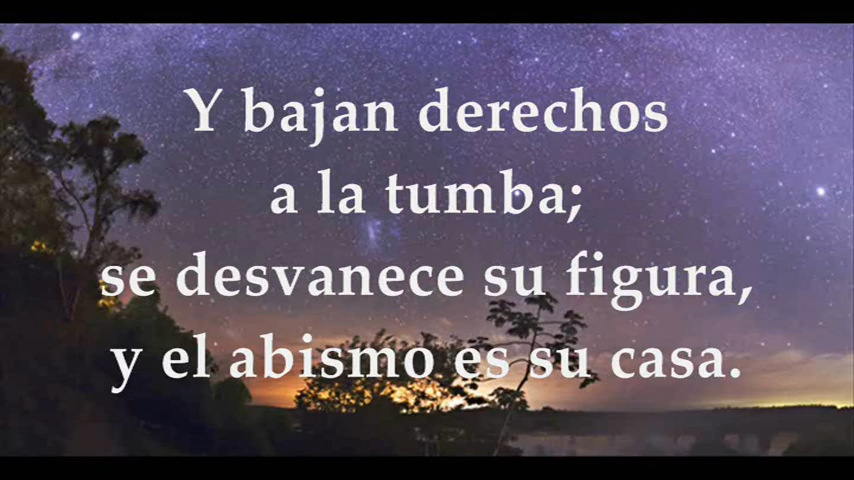 Y bajan derechos
a la tumba;
se desvanece su figura,
y el abismo es su casa.